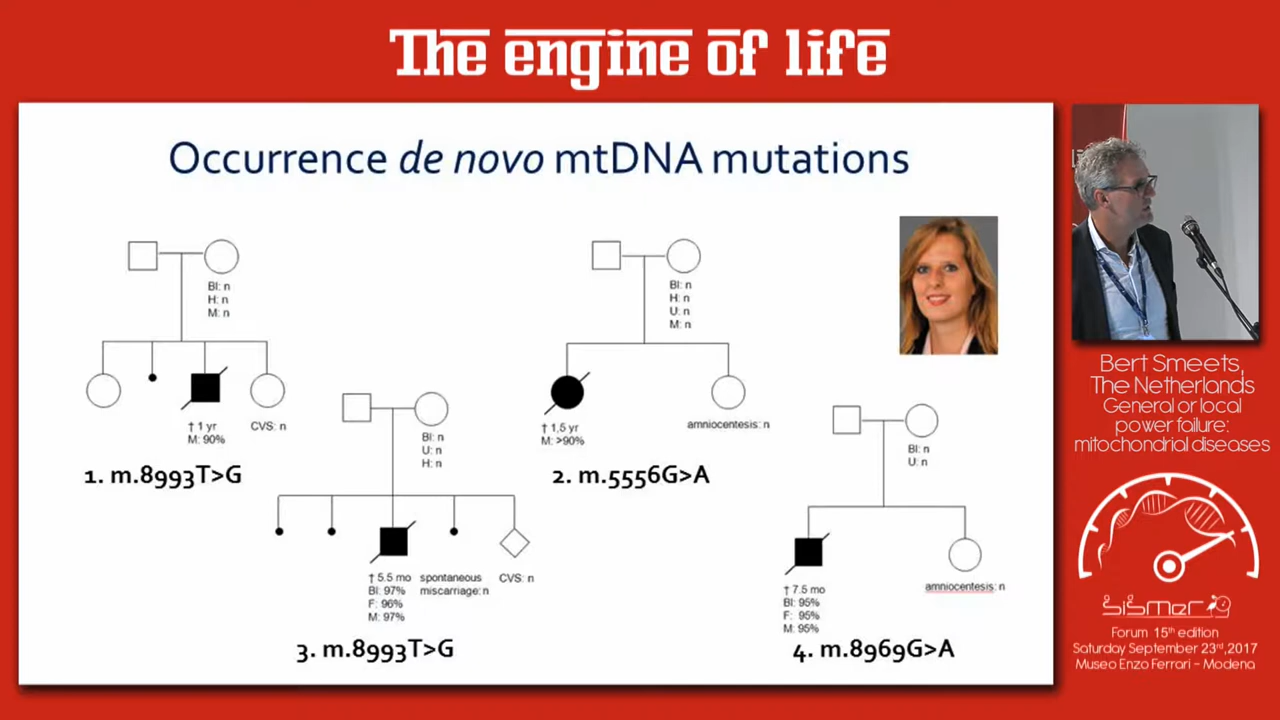 The engine of life
Occurrence de novo mtDNA mutations
Bl: n
H: n
M: n
† 1 yr
M: 90%
CVS: n
1. m.8993T>G
Bl: n
H: n
U: n
M: n
† 1,5 yr
M: >90%
amniocentesis: n
2. m.5556G>A
Bl: n
U: n
H: n
† 5.5 mo
Bl: 97%
F: 96%
M: 97%
spontaneous
miscarriage: n
CVS: n
3. m.8993T>G
Bl: n
U: n
† 7.5 mo
Bl: 95%
F: 95%
M: 95%
amniocentesis: n
4. m.8969G>A
Bert Smeets,
The Netherlands
General or local
power failure:
mitochondrial diseases
sismer
Forum 15th edition
Saturday September 23rd,2017
Museo Enzo Ferrari - Modena